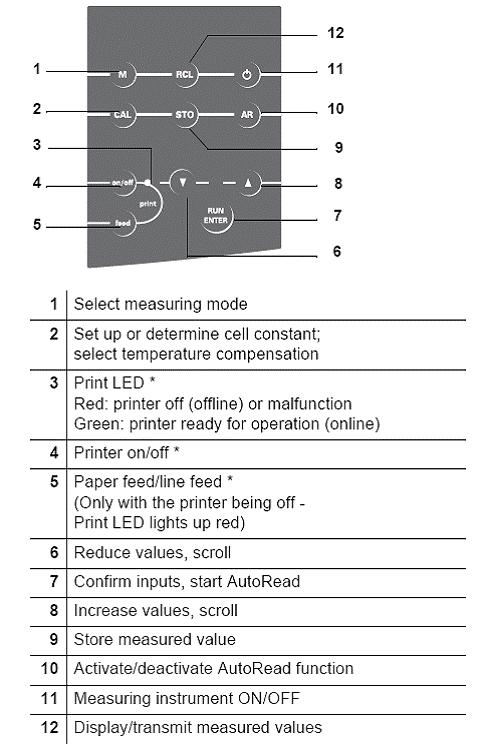 12
1 M RCL 11
2 CAL STO AR 10
3 9
4 on/off ▼ ▲ 8
print
5 feed RUN ENTER 7
6
1 Select measuring mode
2 Set up or determine cell constant;
select temperature compensation
3 Print LED *
Red: printer off (offline) or malfunction
Green: printer ready for operation (online)
4 Printer on/off *
5 Paper feed/line feed *
(Only with the printer being off -
Print LED lights up red)
6 Reduce values, scroll
7 Confirm inputs, start AutoRead
8 Increase values, scroll
9 Store measured value
10 Activate/deactivate AutoRead function
11 Measuring instrument ON/OFF
12 Display/transmit measured values